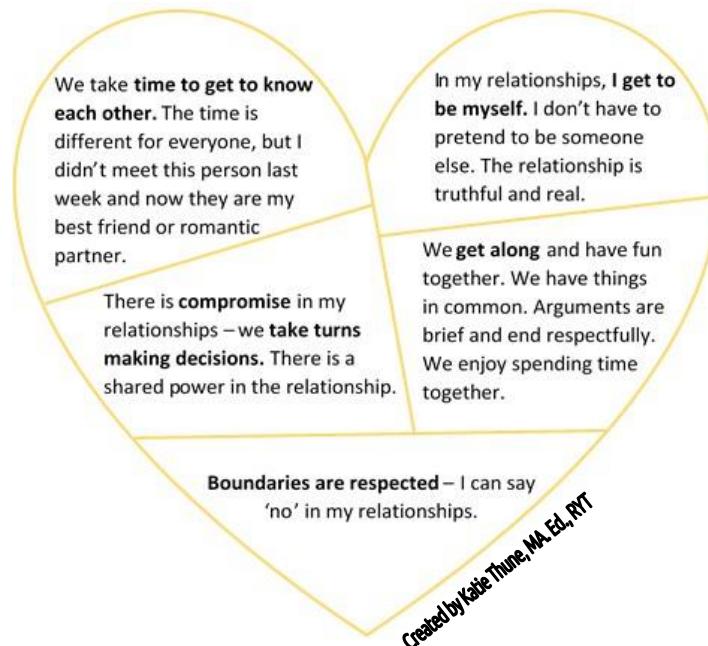 We take time to get to know
each other. The time is
different for everyone, but I
didn’t meet this person last
week and now they are my
best friend or romantic
partner.
In my relationships, I get to
be myself. I don’t have to
pretend to be someone
else. The relationship is
truthful and real.
There is compromise in my
relationships – we take turns
making decisions. There is a
shared power in the relationship.
We get along and have fun
together. We have things
in common. Arguments are
brief and end respectfully.
We enjoy spending time
together.
Boundaries are respected – I can say
‘no’ in my relationships.
Created by Katie Thune, MA. Ed., RYT